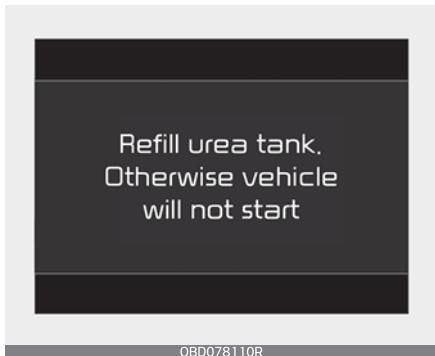 Refill urea tank.
Otherwise vehicle
will not start
OBD078110R